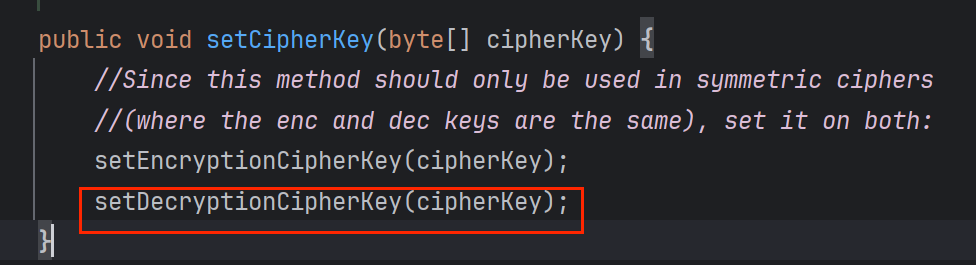 public void setCipherKey(byte[] cipherKey) {
//Since this method should only be used in symmetric ciphers
//(where the enc and dec keys are the same), set it on both:
setEncryptionCipherKey(cipherKey);
setDecryptionCipherKey(cipherKey);
}